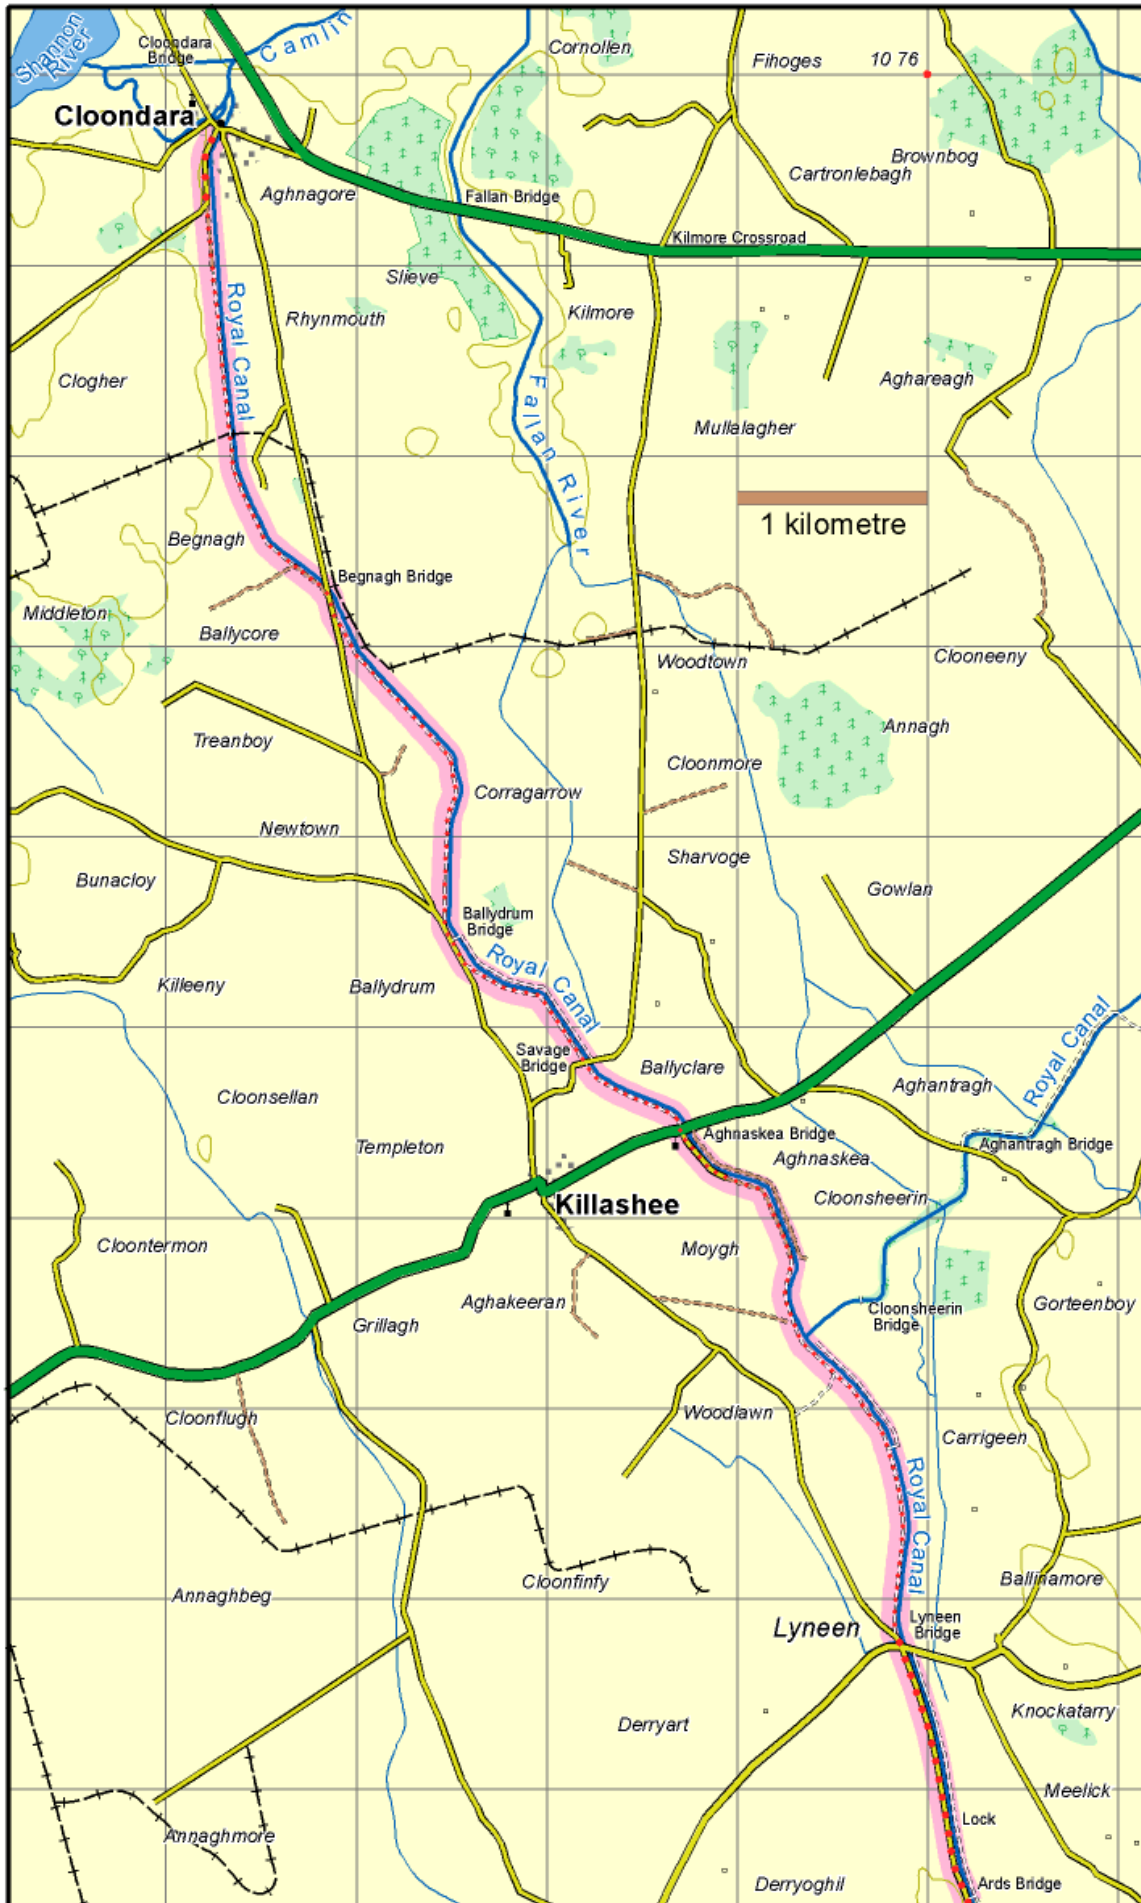 Shannon
River
Cloondara
Bridge
Camlin
Cornollen
Fihoges
10 76
Cloondara
Brownbog
Cartronlebagh
Aghnagore
Fallan Bridge
Kilmore Crossroad
Slieve
Royal Canal
Rhynmouth
Kilmore
Clogher
Aghareagh
Fallan River
Mullalagher
1 kilometre
Begnagh
Begnagh Bridge
Middleton
Ballycore
Woodtown
Clooneeny
Treanboy
Annagh
Cloonmore
Corragarrow
Newtown
Sharvoge
Bunacloy
Gowlan
Ballydrum
Bridge
Royal Canal
Killeeny
Ballydrum
Royal Canal
Savage
Bridge
Ballyclare
Aghantragh
Cloonsellan
Templeton
Aghnaskea Bridge
Aghantragh Bridge
Aghnaskea
Cloonsheerin
Killashee
Cloontermon
Moygh
Aghakeeran
Cloonsheerin
Bridge
Gorteenboy
Grillagh
Cloonflugh
Woodlawn
Carrigeen
Royal Canal
Annaghbeg
Cloonfinfy
Ballinamore
Lyneen
Lyneen
Bridge
Derryart
Knockatarry
Meelick
Lock
Annaghmore
Derryoghil
Ards Bridge